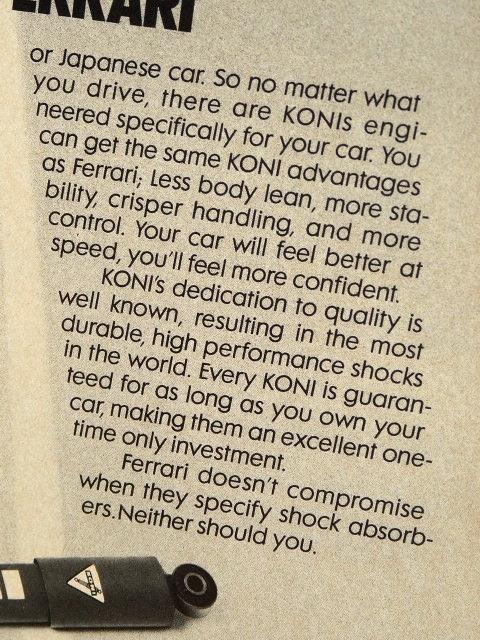 ERRARI
or Japanese car. So no matter what
you drive, there are KONIs engi-
neered specifically for your car. You
can get the same KONI advantages
as Ferrari; Less body lean, more sta-
bility, crisper handling, and more
control. Your car will feel better at
speed, you'll feel more confident.
KONI's dedication to quality is
well known, resulting in the most
durable, high performance shocks
in the world. Every KONI is guaran-
teed for as long as you own your
car, making them an excellent one-
time only investment.
Ferrari doesn't compromise
when they specify shock absorb-
ers. Neither should you.